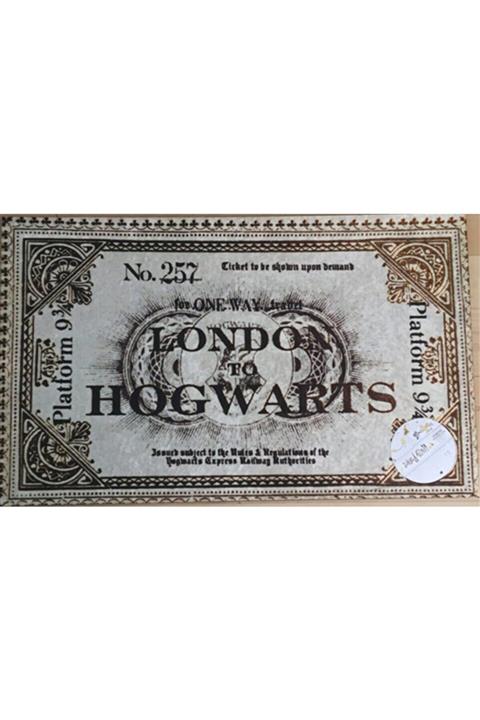 No. 257
Ticket to be shown upon demand
for ONE WAY travel
LONDON
TO
HOGWARTS
Platform 9¾
Platform 9¾
Issued subject to the Rules & Regulations of the
Hogwarts Express Railway Authorities
HOGWARTS